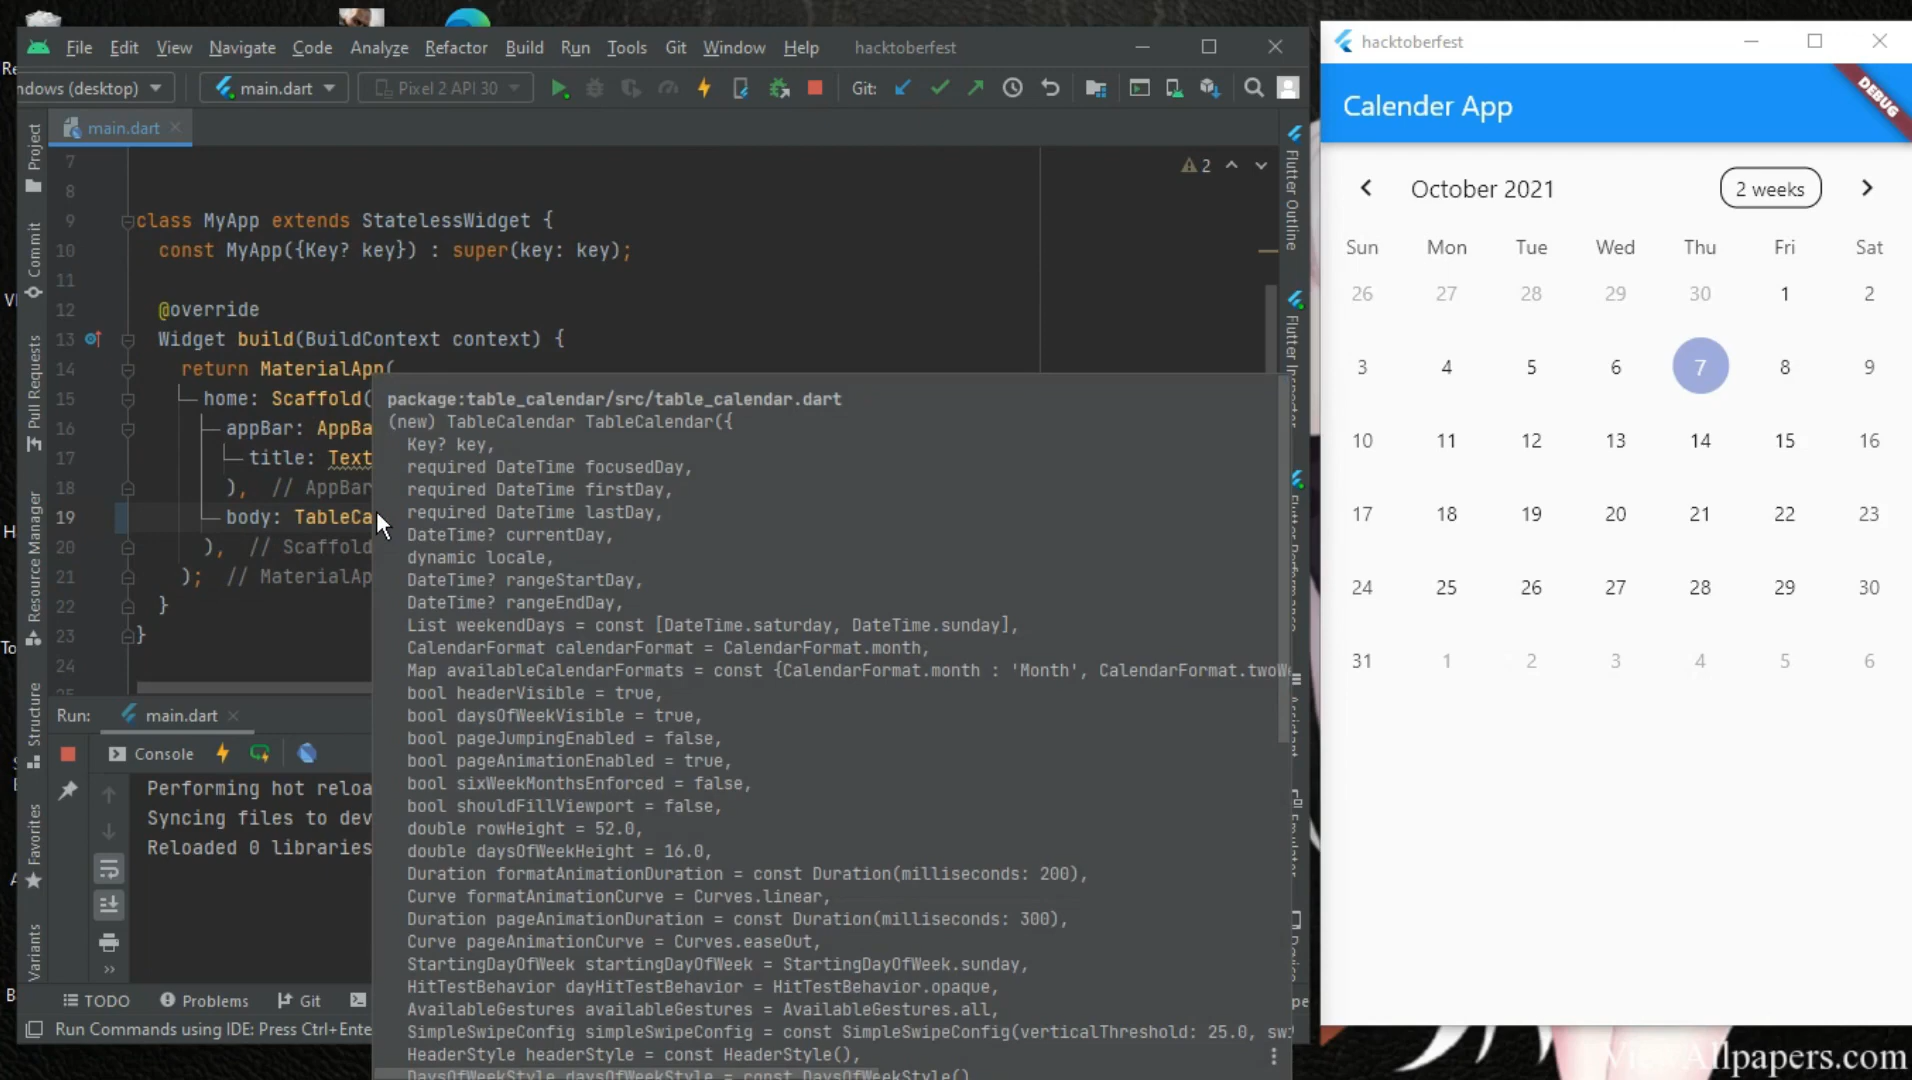 File Edit View Navigate Code Analyze Refactor Build Run Tools Git Window Help hacktoberfest
ndows (desktop) main.dart Pixel 2 API 30 Git:
main.dart
2
7
8
9 class MyApp extends StatelessWidget {
10 const MyApp({Key? key}) : super(key: key);
11
12 @override
13 Widget build(BuildContext context) {
14 return MaterialApp(
15 home: Scaffold(
16 appBar: AppBa
17 title: Text
18 ), // AppBar
19 body: TableCa
20 ), // Scaffold
21 ); // MaterialAp
22 }
23 }
24
25
package:table_calendar/src/table_calendar.dart
(new) TableCalendar TableCalendar({
Key? key,
required DateTime focusedDay,
required DateTime firstDay,
required DateTime lastDay,
DateTime? currentDay,
dynamic locale,
DateTime? rangeStartDay,
DateTime? rangeEndDay,
List weekendDays = const [DateTime.saturday, DateTime.sunday],
CalendarFormat calendarFormat = CalendarFormat.month,
Map availableCalendarFormats = const {CalendarFormat.month : 'Month', CalendarFormat.twoWe
bool headerVisible = true,
bool daysOfWeekVisible = true,
bool pageJumpingEnabled = false,
bool pageAnimationEnabled = true,
bool sixWeekMonthsEnforced = false,
bool shouldFillViewport = false,
double rowHeight = 52.0,
double daysOfWeekHeight = 16.0,
Duration formatAnimationDuration = const Duration(milliseconds: 200),
Curve formatAnimationCurve = Curves.linear,
Duration pageAnimationDuration = const Duration(milliseconds: 300),
Curve pageAnimationCurve = Curves.easeOut,
StartingDayOfWeek startingDayOfWeek = StartingDayOfWeek.sunday,
HitTestBehavior dayHitTestBehavior = HitTestBehavior.opaque,
AvailableGestures availableGestures = AvailableGestures.all,
SimpleSwipeConfig simpleSwipeConfig = const SimpleSwipeConfig(verticalThreshold: 25.0, sw
HeaderStyle headerStyle = const HeaderStyle(),
DaysOfWeekStyle daysOfWeekStyle = const DaysOfWeekStyle()
Run: main.dart
Console
Performing hot reloa
Syncing files to dev
Reloaded 0 libraries
TODO Problems Git
Run Commands using IDE: Press Ctrl+Ente
Project
Commit
Pull Requests
Resource Manager
Structure
Favorites
Variants
Flutter Outline
Flutter Inspector
Flutter Performance
hacktoberfest
Calender App
DEBUG
October 2021 2 weeks
Sun Mon Tue Wed Thu Fri Sat
26 27 28 29 30 1 2
3 4 5 6 7 8 9
10 11 12 13 14 15 16
17 18 19 20 21 22 23
24 25 26 27 28 29 30
31 1 2 3 4 5 6